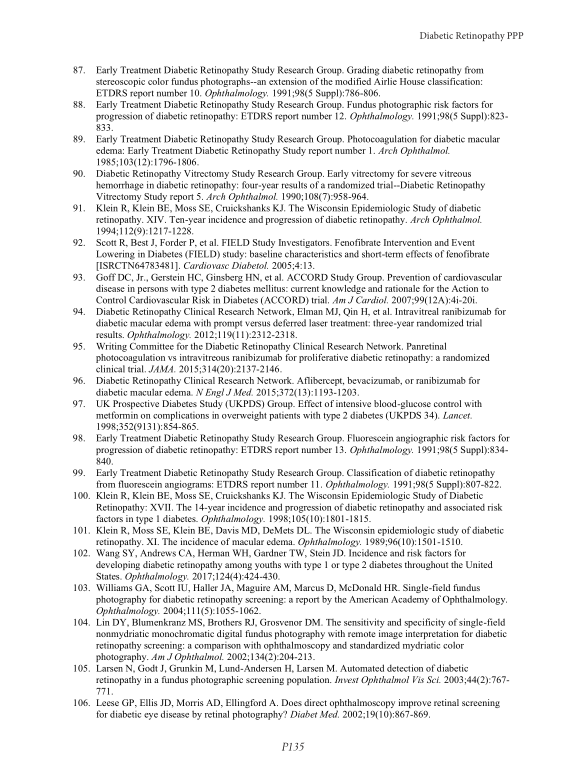 Diabetic Retinopathy PPP
87. Early Treatment Diabetic Retinopathy Study Research Group. Grading diabetic retinopathy from
stereoscopic color fundus photographs--an extension of the modified Airlie House classification:
ETDRS report number 10. Ophthalmology. 1991;98(5 Suppl):786-806.
88. Early Treatment Diabetic Retinopathy Study Research Group. Fundus photographic risk factors for
progression of diabetic retinopathy: ETDRS report number 12. Ophthalmology. 1991;98(5 Suppl):823-
833.
89. Early Treatment Diabetic Retinopathy Study Research Group. Photocoagulation for diabetic macular
edema: Early Treatment Diabetic Retinopathy Study report number 1. Arch Ophthalmol.
1985;103(12):1796-1806.
90. Diabetic Retinopathy Vitrectomy Study Research Group. Early vitrectomy for severe vitreous
hemorrhage in diabetic retinopathy: four-year results of a randomized trial--Diabetic Retinopathy
Vitrectomy Study report 5. Arch Ophthalmol. 1990;108(7):958-964.
91. Klein R, Klein BE, Moss SE, Cruickshanks KJ. The Wisconsin Epidemiologic Study of diabetic
retinopathy. XIV. Ten-year incidence and progression of diabetic retinopathy. Arch Ophthalmol.
1994;112(9):1217-1228.
92. Scott R, Best J, Forder P, et al. FIELD Study Investigators. Fenofibrate Intervention and Event
Lowering in Diabetes (FIELD) study: baseline characteristics and short-term effects of fenofibrate
[ISRCTN64783481]. Cardiovasc Diabetol. 2005;4:13.
93. Goff DC, Jr., Gerstein HC, Ginsberg HN, et al. ACCORD Study Group. Prevention of cardiovascular
disease in persons with type 2 diabetes mellitus: current knowledge and rationale for the Action to
Control Cardiovascular Risk in Diabetes (ACCORD) trial. Am J Cardiol. 2007;99(12A):4i-20i.
94. Diabetic Retinopathy Clinical Research Network, Elman MJ, Qin H, et al. Intravitreal ranibizumab for
diabetic macular edema with prompt versus deferred laser treatment: three-year randomized trial
results. Ophthalmology. 2012;119(11):2312-2318.
95. Writing Committee for the Diabetic Retinopathy Clinical Research Network. Panretinal
photocoagulation vs intravitreous ranibizumab for proliferative diabetic retinopathy: a randomized
clinical trial. JAMA. 2015;314(20):2137-2146.
96. Diabetic Retinopathy Clinical Research Network. Aflibercept, bevacizumab, or ranibizumab for
diabetic macular edema. N Engl J Med. 2015;372(13):1193-1203.
97. UK Prospective Diabetes Study (UKPDS) Group. Effect of intensive blood-glucose control with
metformin on complications in overweight patients with type 2 diabetes (UKPDS 34). Lancet.
1998;352(9131):854-865.
98. Early Treatment Diabetic Retinopathy Study Research Group. Fluorescein angiographic risk factors for
progression of diabetic retinopathy: ETDRS report number 13. Ophthalmology. 1991;98(5 Suppl):834-
840.
99. Early Treatment Diabetic Retinopathy Study Research Group. Classification of diabetic retinopathy
from fluorescein angiograms: ETDRS report number 11. Ophthalmology. 1991;98(5 Suppl):807-822.
100. Klein R, Klein BE, Moss SE, Cruickshanks KJ. The Wisconsin Epidemiologic Study of Diabetic
Retinopathy: XVII. The 14-year incidence and progression of diabetic retinopathy and associated risk
factors in type 1 diabetes. Ophthalmology. 1998;105(10):1801-1815.
101. Klein R, Moss SE, Klein BE, Davis MD, DeMets DL. The Wisconsin epidemiologic study of diabetic
retinopathy. XI. The incidence of macular edema. Ophthalmology. 1989;96(10):1501-1510.
102. Wang SY, Andrews CA, Herman WH, Gardner TW, Stein JD. Incidence and risk factors for
developing diabetic retinopathy among youths with type 1 or type 2 diabetes throughout the United
States. Ophthalmology. 2017;124(4):424-430.
103. Williams GA, Scott IU, Haller JA, Maguire AM, Marcus D, McDonald HR. Single-field fundus
photography for diabetic retinopathy screening: a report by the American Academy of Ophthalmology.
Ophthalmology. 2004;111(5):1055-1062.
104. Lin DY, Blumenkranz MS, Brothers RJ, Grosvenor DM. The sensitivity and specificity of single-field
nonmydriatic monochromatic digital fundus photography with remote image interpretation for diabetic
retinopathy screening: a comparison with ophthalmoscopy and standardized mydriatic color
photography. Am J Ophthalmol. 2002;134(2):204-213.
105. Larsen N, Godt J, Grunkin M, Lund-Andersen H, Larsen M. Automated detection of diabetic
retinopathy in a fundus photographic screening population. Invest Ophthalmol Vis Sci. 2003;44(2):767-
771.
106. Leese GP, Ellis JD, Morris AD, Ellingford A. Does direct ophthalmoscopy improve retinal screening
for diabetic eye disease by retinal photography? Diabet Med. 2002;19(10):867-869.
P135